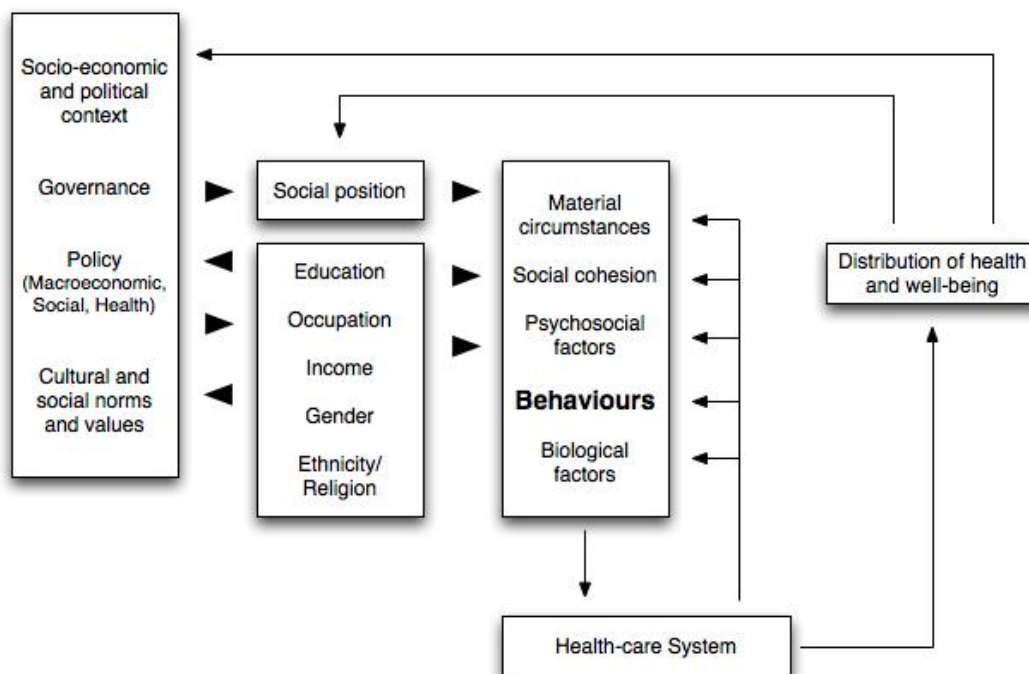 Socio-economic
and political
context
Governance
Policy
(Macroeconomic,
Social, Health)
Cultural and
social norms
and values
Social position
Education
Occupation
Income
Gender
Ethnicity/
Religion
Material
circumstances
Social cohesion
Psychosocial
factors
Behaviours
Biological
factors
Distribution of health
and well-being
Health-care System